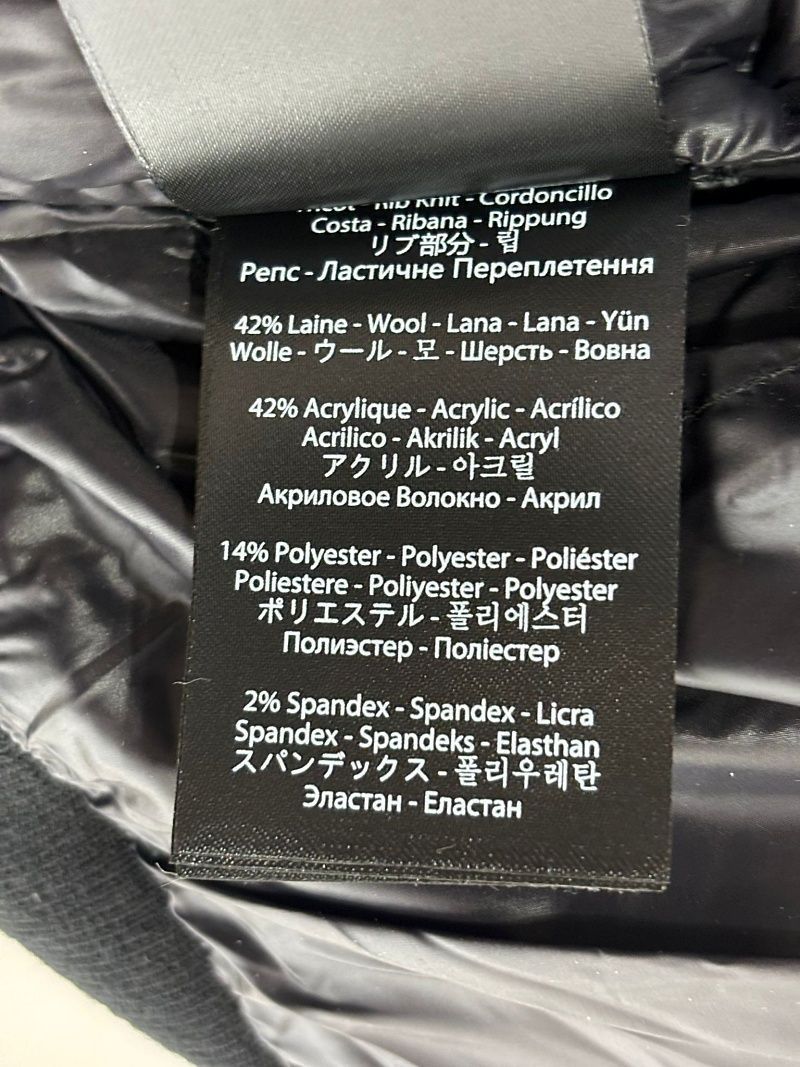 Rib Knit - Cordoncillo
Costa - Ribana - Rippung
リブ部分 - 립
Репс - Ластичне Переплетення
42% Laine - Wool - Lana - Lana - Yün
Wolle - ウール - 모 - Шерсть - Вовна
42% Acrylique - Acrylic - Acrílico
Acrilico - Akrilik - Acryl
アクリル - 아크릴
Акриловое Волокно - Акрил
14% Polyester - Polyester - Poliéster
Poliestere - Poliyester - Polyester
ポリエステル - 폴리에스터
Полиэстер - Поліестер
2% Spandex - Spandex - Licra
Spandex - Spandeks - Elasthan
スパンデックス - 폴리우레탄
Эластан - Еластан